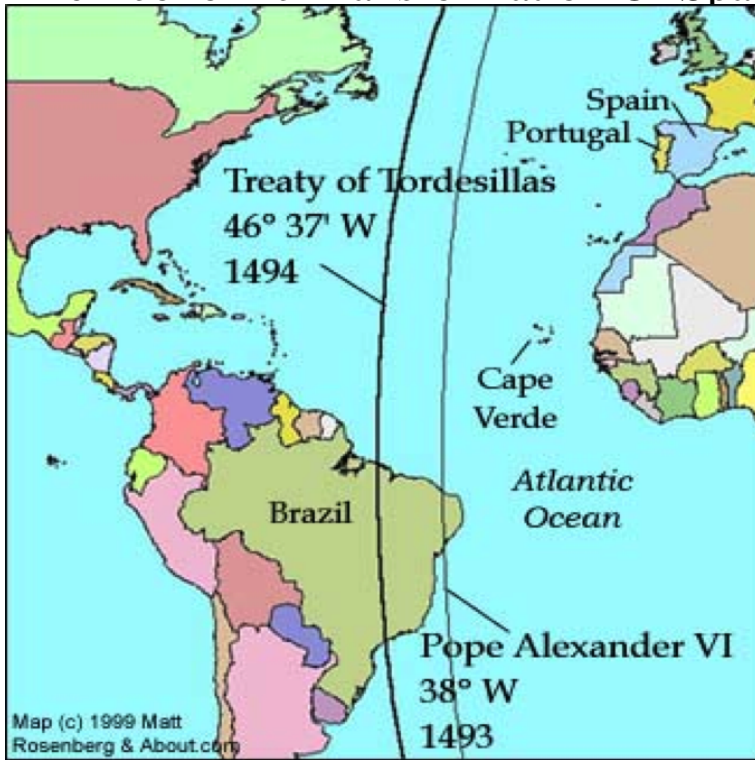 Spain
Portugal
Treaty of Tordesillas
46° 37' W
1494
Cape
Verde
Atlantic
Ocean
Brazil
Pope Alexander VI
38° W
1493
Map (c) 1999 Matt
Rosenberg & About.com